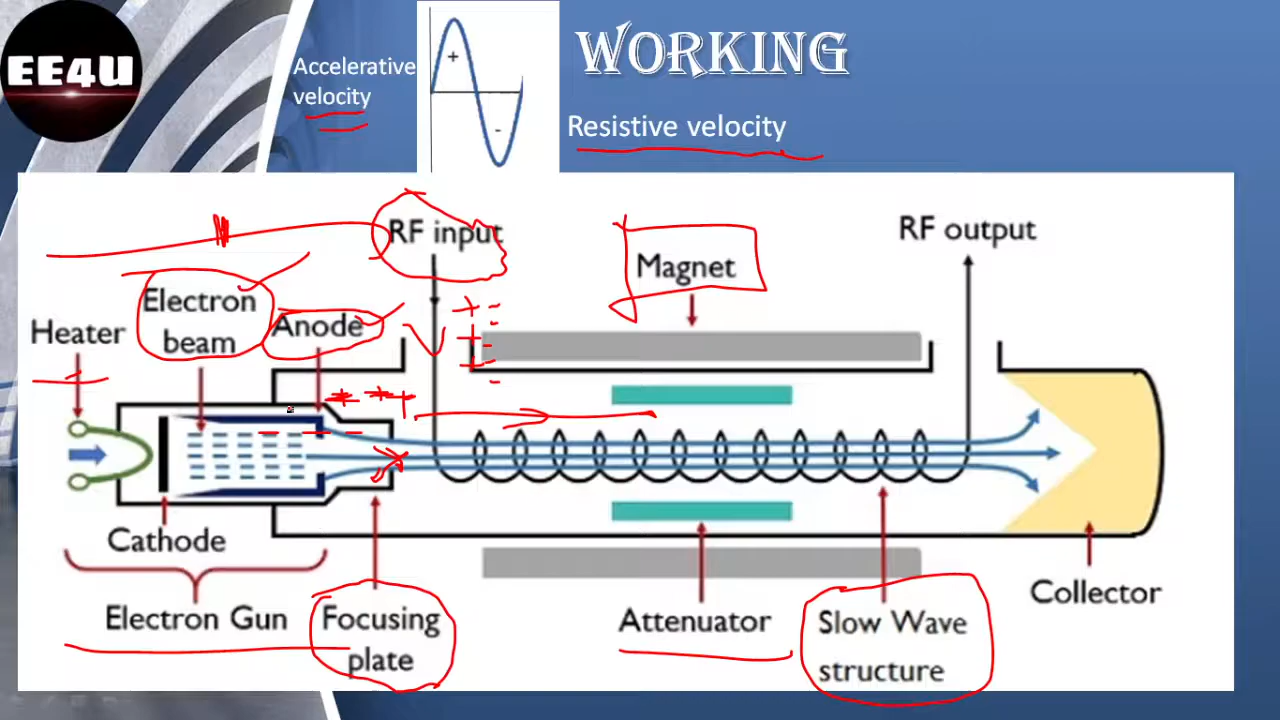 EE4U
WORKING
Accelerative
velocity
+
-
Resistive velocity
RF input
RF output
Magnet
Electron
beam
Anode
Heater
Cathode
Electron Gun
Focusing
plate
Attenuator
Slow Wave
structure
Collector